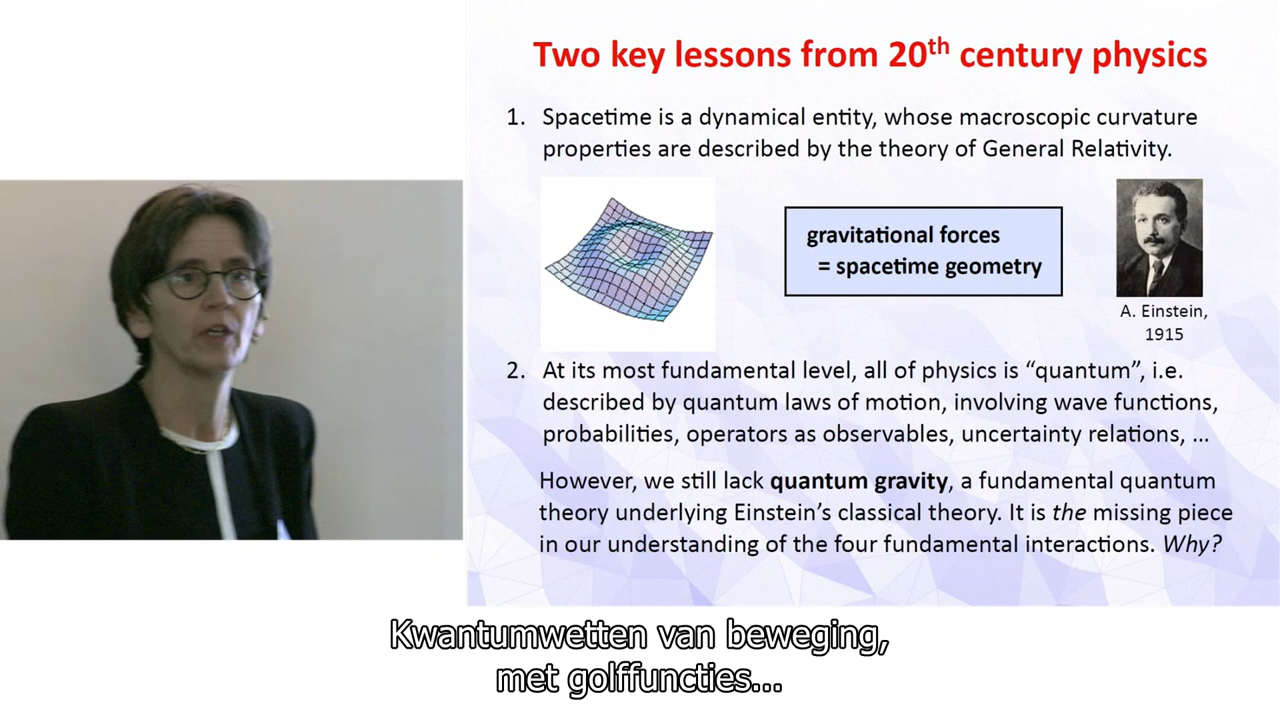 Two key lessons from 20th century physics
1. Spacetime is a dynamical entity, whose macroscopic curvature
properties are described by the theory of General Relativity.
gravitational forces
= spacetime geometry
A. Einstein,
1915
2. At its most fundamental level, all of physics is “quantum”, i.e.
described by quantum laws of motion, involving wave functions,
probabilities, operators as observables, uncertainty relations, ...
However, we still lack quantum gravity, a fundamental quantum
theory underlying Einstein’s classical theory. It is the missing piece
in our understanding of the four fundamental interactions. Why?
Kwantumwetten van beweging,
met golffuncties...